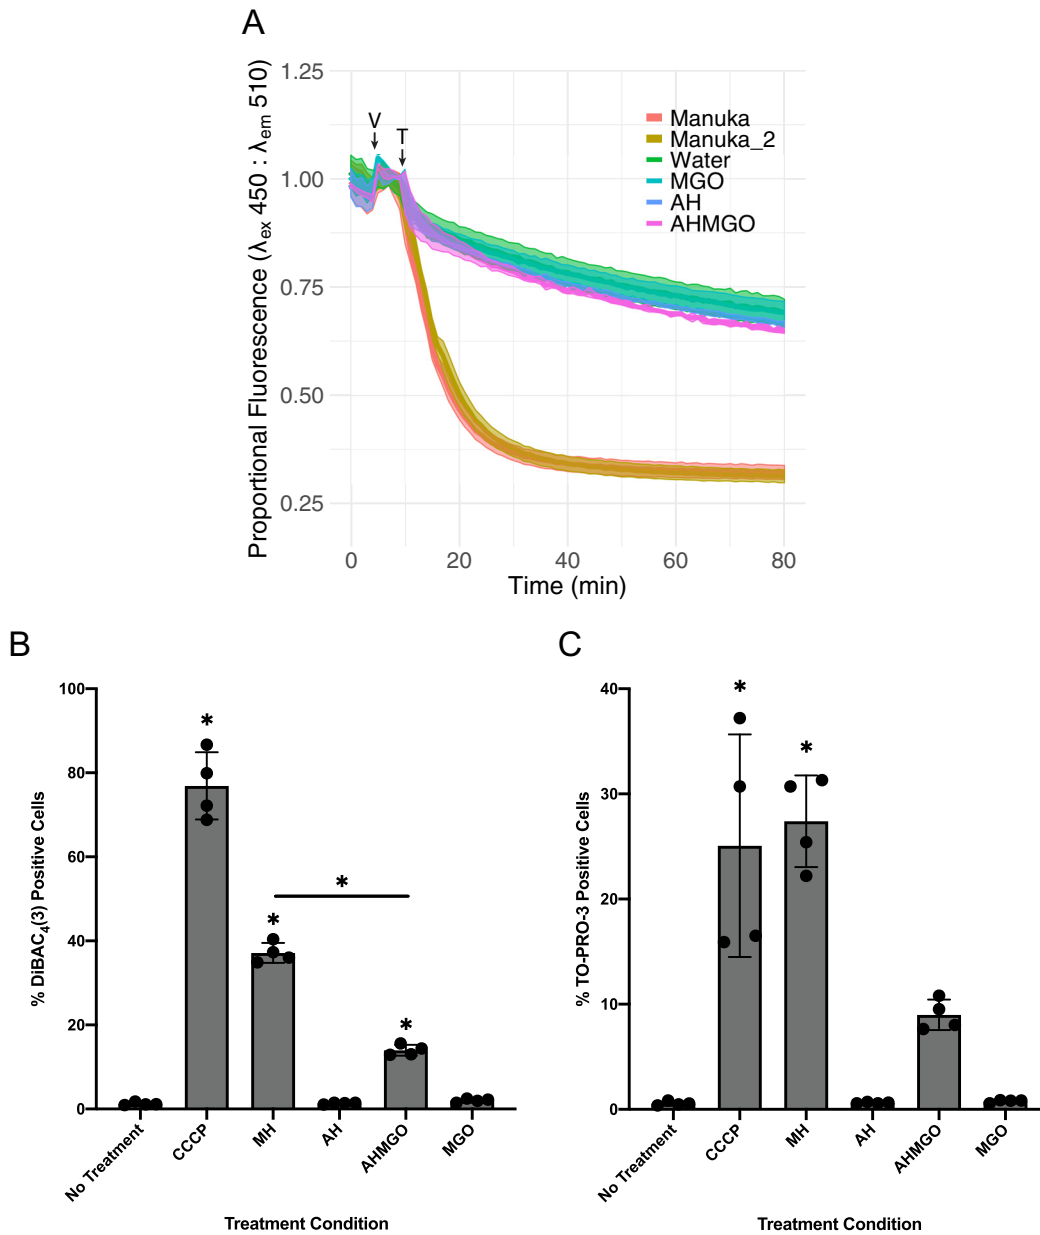 A
Proportional Fluorescence (λex 450 : λem 510)
1.25
1.00
0.75
0.50
0.25
V
T
Manuka
Manuka_2
Water
MGO
AH
AHMGO
0 20 40 60 80
Time (min)
B
% DiBAC4(3) Positive Cells
100
80
60
40
20
0
*
*
*
*
No Treatment CCCP MH AH AHMGO MGO
Treatment Condition
C
% TO-PRO-3 Positive Cells
40
30
20
10
0
*
*
No Treatment CCCP MH AH AHMGO MGO
Treatment Condition